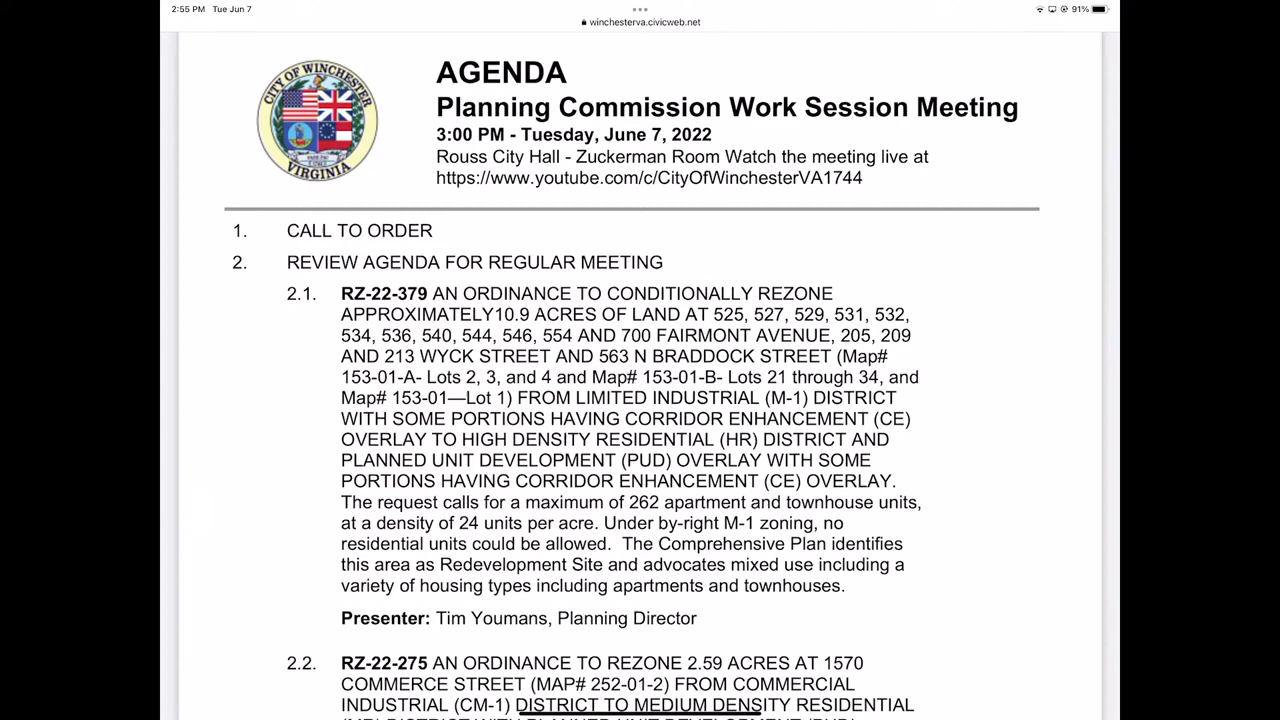 2:55 PM Tue Jun 7
91%
winchesterva.civicweb.net
CITY OF WINCHESTER
VIRGINIA
AGENDA
Planning Commission Work Session Meeting
3:00 PM - Tuesday, June 7, 2022
Rouss City Hall - Zuckerman Room Watch the meeting live at
https://www.youtube.com/c/CityOfWinchesterVA1744
1. CALL TO ORDER
2. REVIEW AGENDA FOR REGULAR MEETING
2.1. RZ-22-379 AN ORDINANCE TO CONDITIONALLY REZONE
APPROXIMATELY10.9 ACRES OF LAND AT 525, 527, 529, 531, 532,
534, 536, 540, 544, 546, 554 AND 700 FAIRMONT AVENUE, 205, 209
AND 213 WYCK STREET AND 563 N BRADDOCK STREET (Map#
153-01-A- Lots 2, 3, and 4 and Map# 153-01-B- Lots 21 through 34, and
Map# 153-01—Lot 1) FROM LIMITED INDUSTRIAL (M-1) DISTRICT
WITH SOME PORTIONS HAVING CORRIDOR ENHANCEMENT (CE)
OVERLAY TO HIGH DENSITY RESIDENTIAL (HR) DISTRICT AND
PLANNED UNIT DEVELOPMENT (PUD) OVERLAY WITH SOME
PORTIONS HAVING CORRIDOR ENHANCEMENT (CE) OVERLAY.
The request calls for a maximum of 262 apartment and townhouse units,
at a density of 24 units per acre. Under by-right M-1 zoning, no
residential units could be allowed.  The Comprehensive Plan identifies
this area as Redevelopment Site and advocates mixed use including a
variety of housing types including apartments and townhouses.
Presenter: Tim Youmans, Planning Director
2.2. RZ-22-275 AN ORDINANCE TO REZONE 2.59 ACRES AT 1570
COMMERCE STREET (MAP# 252-01-2) FROM COMMERCIAL
INDUSTRIAL (CM-1) DISTRICT TO MEDIUM DENSITY RESIDENTIAL